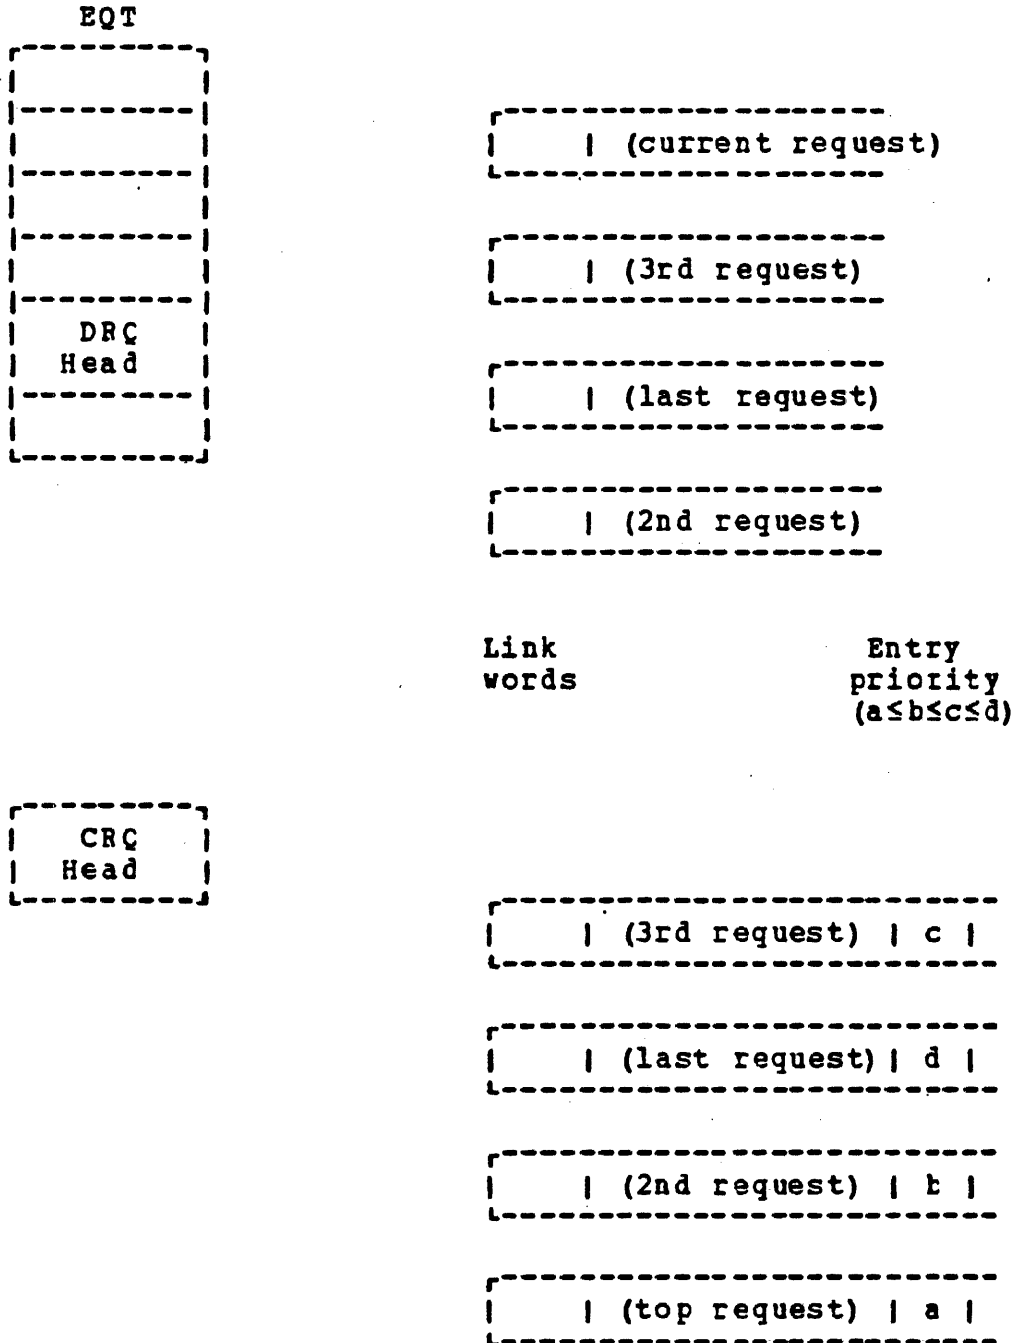 EQT
(current request)
(3rd request)
DRQ
Head
(last request)
(2nd request)
Link
words
Entry
priority
(a≤b≤c≤d)
CRQ
Head
(3rd request) | c |
(last request) | d |
(2nd request) | b |
(top request) | a |